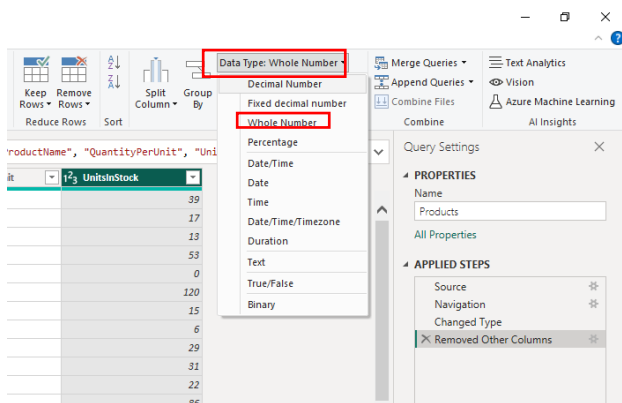 Data Type: Whole Number
Merge Queries
Text Analytics
Keep Rows
Remove Rows
Split Column
Group By
Append Queries
Vision
Combine Files
Azure Machine Learning
Reduce Rows
Sort
Combine
AI Insights
Decimal Number
Fixed decimal number
Whole Number
Percentage
Date/Time
Date
Time
Date/Time/Timezone
Duration
Text
True/False
Binary
roductName", "QuantityPerUnit", "Uni
it
1²3 UnitsInStock
39
17
13
53
0
120
15
6
29
31
22
86
Query Settings
PROPERTIES
Name
Products
All Properties
APPLIED STEPS
Source
Navigation
Changed Type
Removed Other Columns